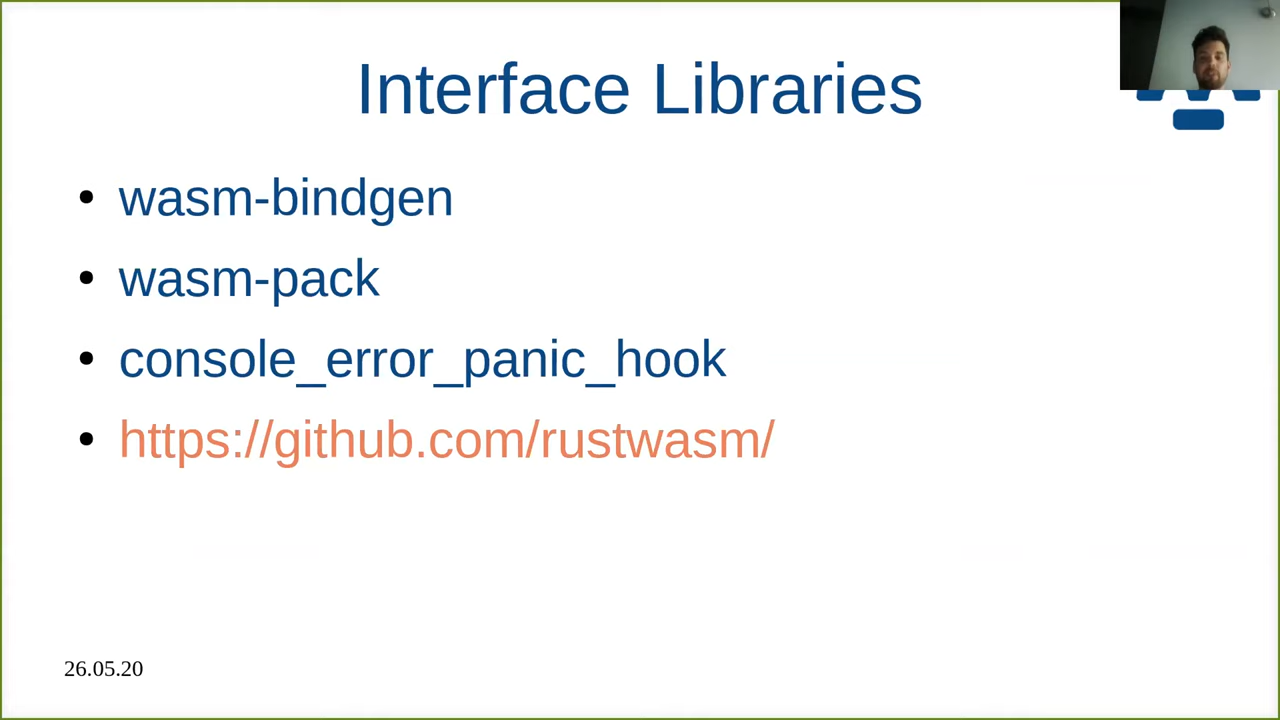 Interface Libraries
wasm-bindgen
wasm-pack
console_error_panic_hook
https://github.com/rustwasm/
26.05.20